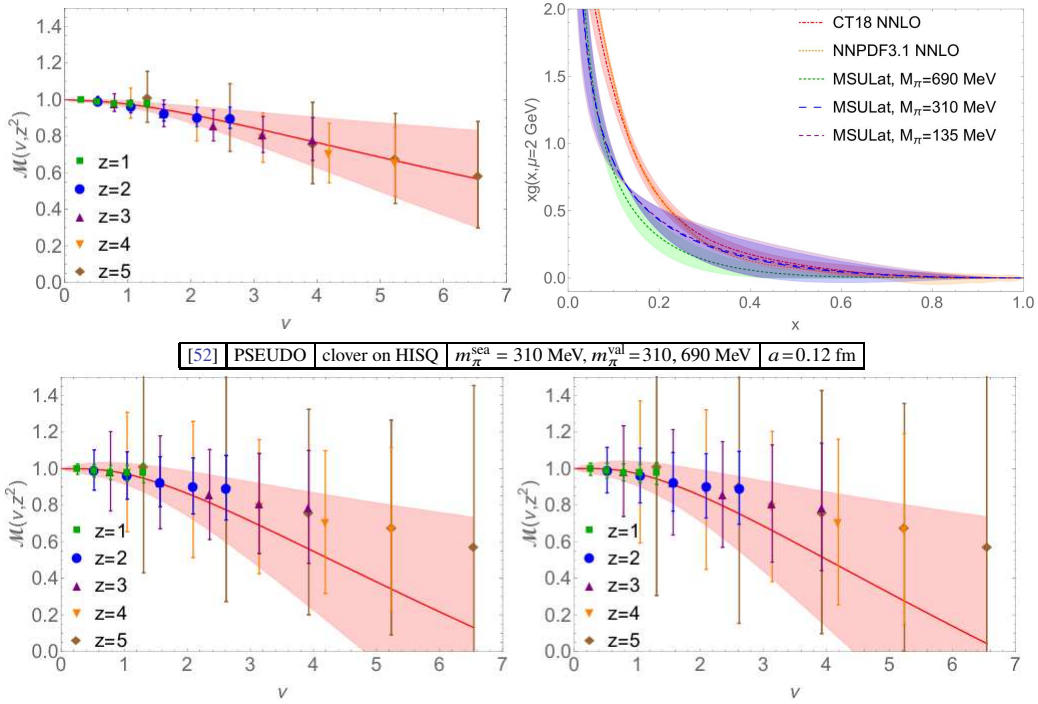 1.4
1.2
1.0
0.8
0.6
0.4
0.2
0.0
ℳ(ν,z²)
z=1
z=2
z=3
z=4
z=5
0 1 2 3 4 5 6 7
ν
2.0
1.5
1.0
0.5
0.0
xg(x,μ=2 GeV)
CT18 NNLO
NNPDF3.1 NNLO
MSULat, Mπ=690 MeV
MSULat, Mπ=310 MeV
MSULat, Mπ=135 MeV
0.0 0.2 0.4 0.6 0.8 1.0
x
[52] PSEUDO clover on HISQ mπ^sea = 310 MeV, mπ^val = 310, 690 MeV a = 0.12 fm
1.4
1.2
1.0
0.8
0.6
0.4
0.2
0.0
ℳ(ν,z²)
z=1
z=2
z=3
z=4
z=5
0 1 2 3 4 5 6 7
ν
1.4
1.2
1.0
0.8
0.6
0.4
0.2
0.0
ℳ(ν,z²)
z=1
z=2
z=3
z=4
z=5
0 1 2 3 4 5 6 7
ν